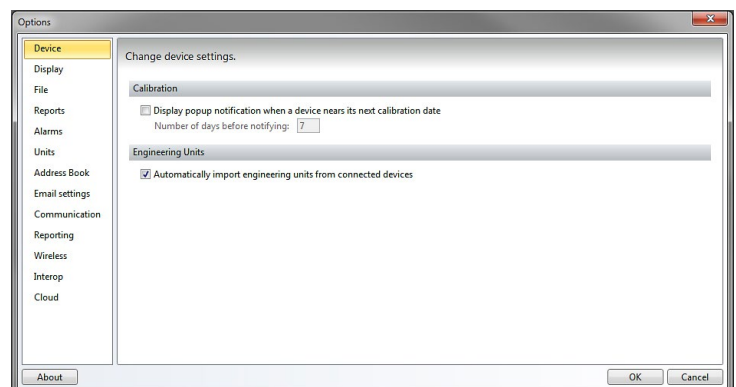 Options
Device
Display
File
Reports
Alarms
Units
Address Book
Email settings
Communication
Reporting
Wireless
Interop
Cloud
Change device settings.
Calibration
Display popup notification when a device nears its next calibration date
Number of days before notifying: 7
Engineering Units
Automatically import engineering units from connected devices
About
OK
Cancel